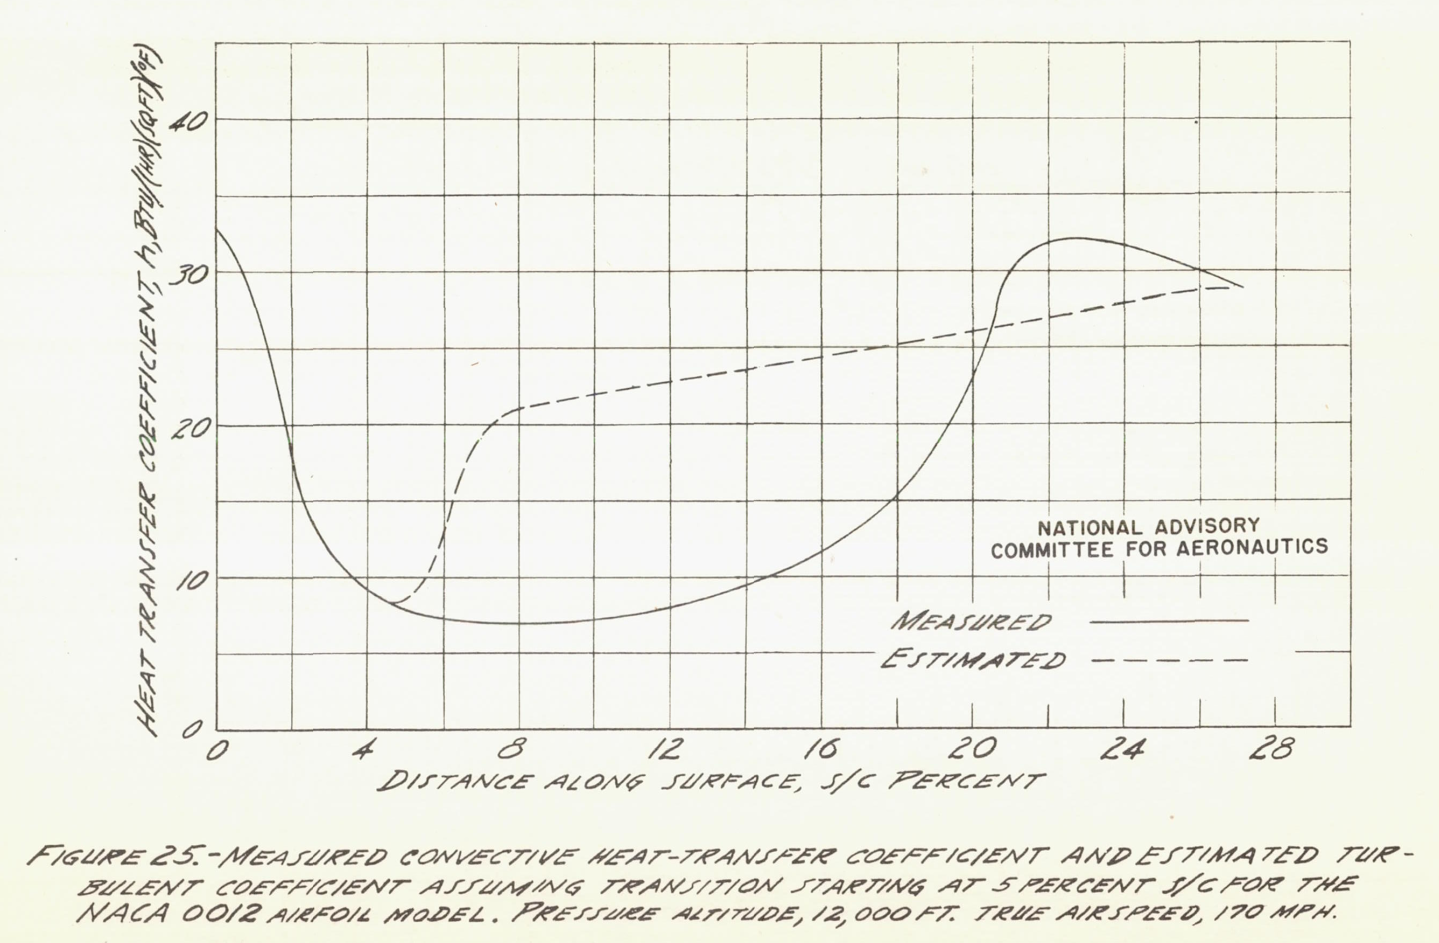 HEAT TRANSFER COEFFICIENT, h, BTU/(HR)(SQ FT)(°F)
40
30
20
10
0
0 4 8 12 16 20 24 28
DISTANCE ALONG SURFACE, S/C PERCENT
NATIONAL ADVISORY
COMMITTEE FOR AERONAUTICS
MEASURED
ESTIMATED
FIGURE 25.-MEASURED CONVECTIVE HEAT-TRANSFER COEFFICIENT AND ESTIMATED TUR-
BULENT COEFFICIENT ASSUMING TRANSITION STARTING AT 5 PERCENT S/C FOR THE
NACA 0012 AIRFOIL MODEL. PRESSURE ALTITUDE, 12,000 FT. TRUE AIRSPEED, 170 MPH.